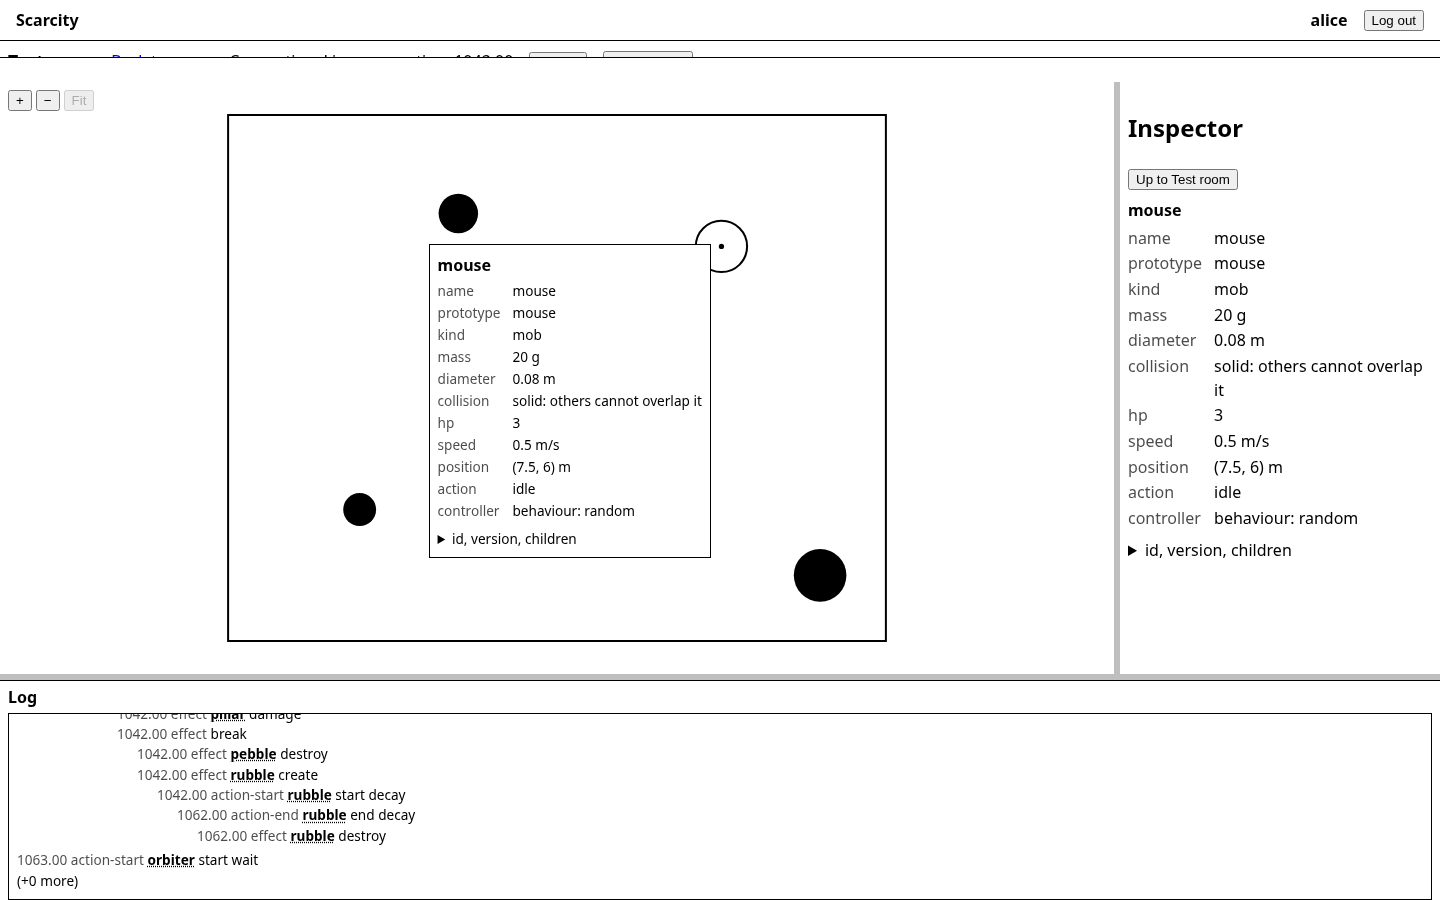 Scarcity
alice Log out
+ − Fit
Inspector
Up to Test room
mouse
name mouse
prototype mouse
kind mob
mass 20 g
diameter 0.08 m
collision solid: others cannot overlap
it
hp 3
speed 0.5 m/s
position (7.5, 6) m
action idle
controller behaviour: random
▶ id, version, children
mouse
name mouse
prototype mouse
kind mob
mass 20 g
diameter 0.08 m
collision solid: others cannot overlap it
hp 3
speed 0.5 m/s
position (7.5, 6) m
action idle
controller behaviour: random
▶ id, version, children
Log
1042.00 effect pillar damage
1042.00 effect break
1042.00 effect pebble destroy
1042.00 effect rubble create
1042.00 action-start rubble start decay
1062.00 action-end rubble end decay
1062.00 effect rubble destroy
1063.00 action-start orbiter start wait
(+0 more)